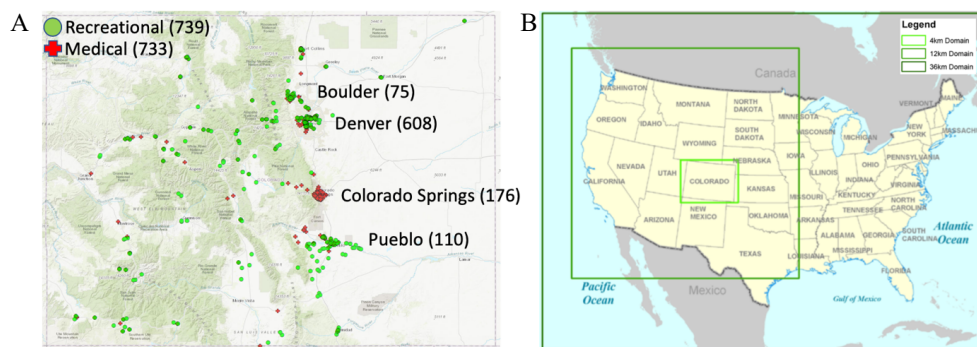 A
Recreational (739)
Medical (733)
Boulder (75)
Denver (608)
Colorado Springs (176)
Pueblo (110)
B
Legend
4km Domain
12km Domain
36km Domain
Canada
WASHINGTON
MONTANA
NORTH DAKOTA
MINNESOTA
VERMONT
MAINE
OREGON
IDAHO
SOUTH DAKOTA
WISCONSIN
MICHIGAN
NEW YORK
MASSACH
WYOMING
NEBRASKA
IOWA
PENNSYLVANIA
NEVADA
UTAH
COLORADO
ILLINOIS
INDIANA
OHIO
VIRGINIA
CALIFORNIA
KANSAS
MISSOURI
KENTUCKY
NORTH CAROLINA
ARIZONA
NEW MEXICO
OKLAHOMA
ARKANSAS
TENNESSEE
SOUTH CAROLINA
TEXAS
LOUISIANA
MISSISSIPPI
ALABAMA
GEORGIA
FLORIDA
Atlantic Ocean
Pacific Ocean
Mexico
Gulf of Mexico